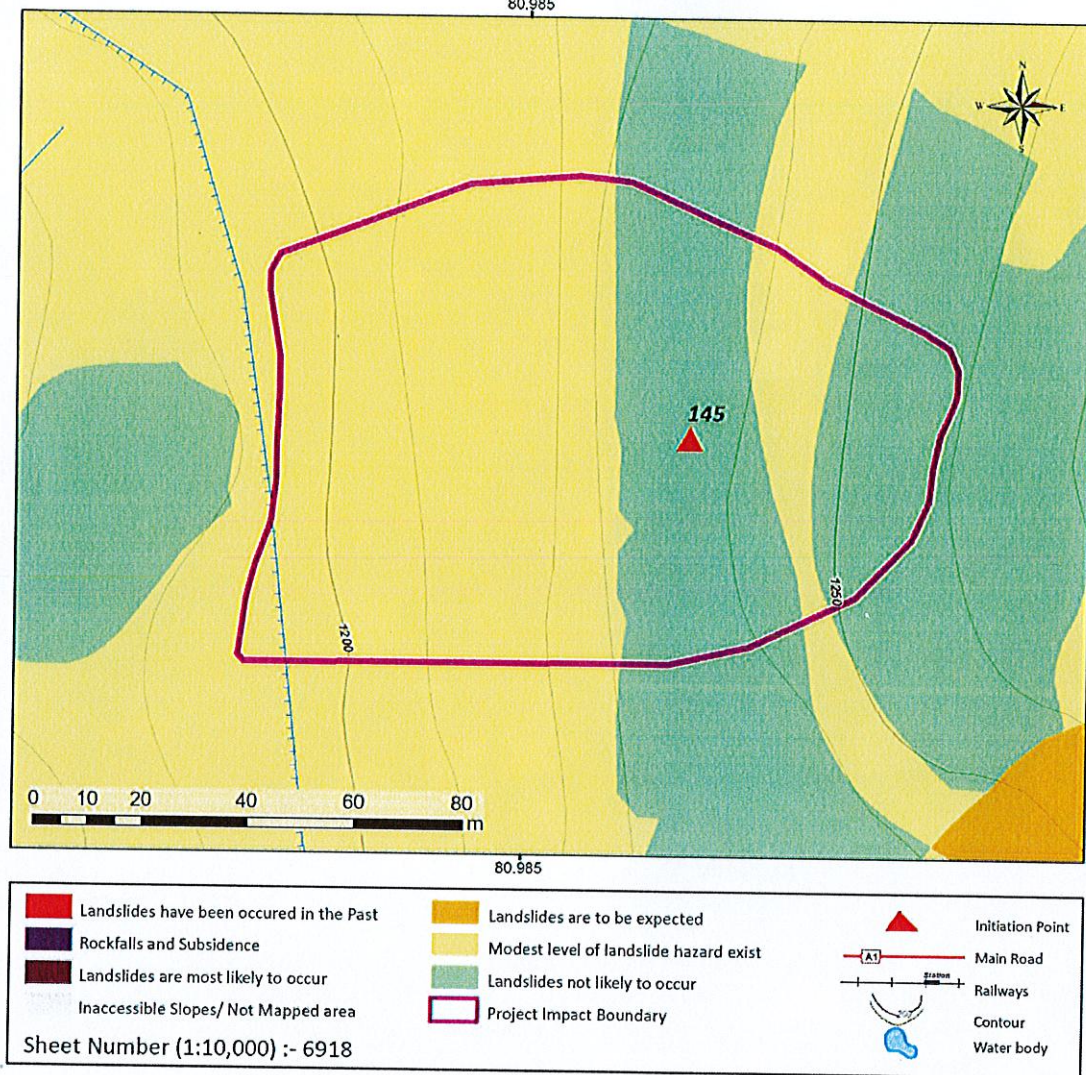 80.985
N
W E
S
145
1250
1200
0 10 20 40 60 80
m
80.985
Landslides have been occured in the Past
Rockfalls and Subsidence
Landslides are most likely to occur
Inaccessible Slopes/ Not Mapped area
Landslides are to be expected
Modest level of landslide hazard exist
Landslides not likely to occur
Project Impact Boundary
Initiation Point
A1 Main Road
Station
Railways
Contour
Water body
Sheet Number (1:10,000) :- 6918